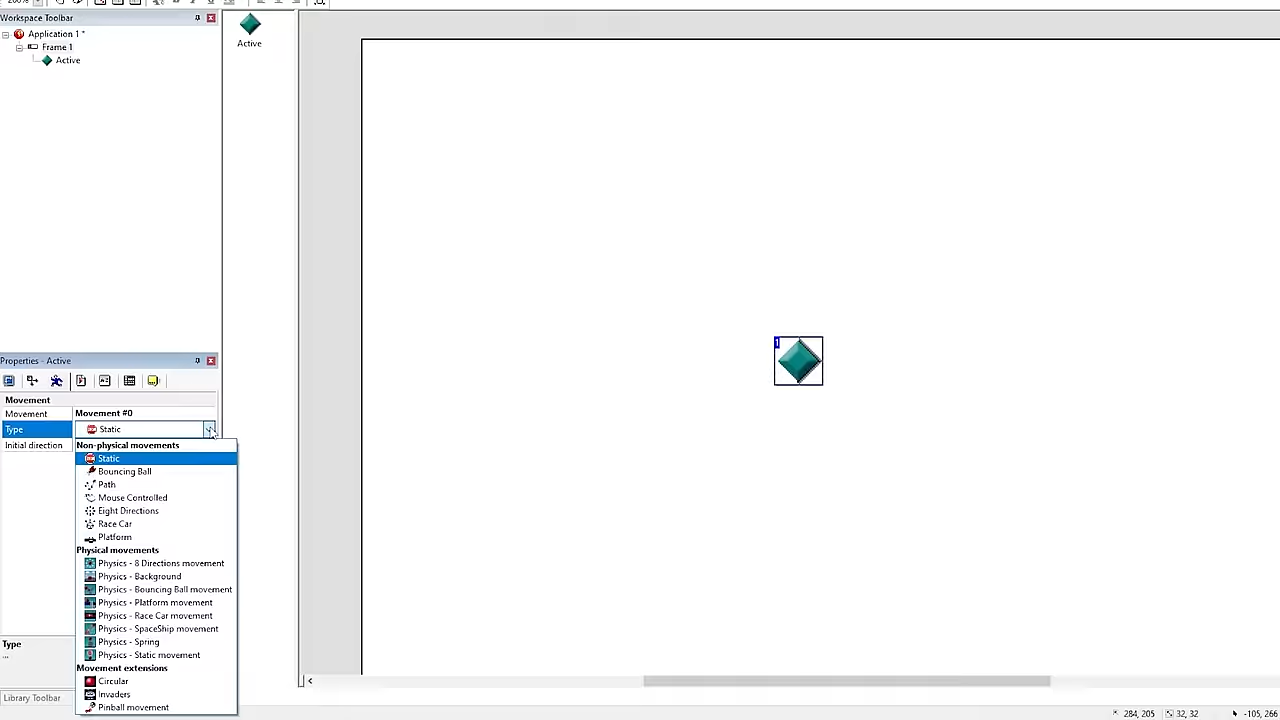 200%
Workspace Toolbar
Application 1 *
Frame 1
Active
Active
Properties - Active
Movement
Movement
Movement #0
Type
Static
Initial direction
Non-physical movements
Static
Bouncing Ball
Path
Mouse Controlled
Eight Directions
Race Car
Platform
Physical movements
Physics - 8 Directions movement
Physics - Background
Physics - Bouncing Ball movement
Physics - Platform movement
Physics - Race Car movement
Physics - SpaceShip movement
Physics - Spring
Physics - Static movement
Movement extensions
Circular
Invaders
Pinball movement
Type
...
Library Toolbar
1
284, 205
32, 32
-105, 266